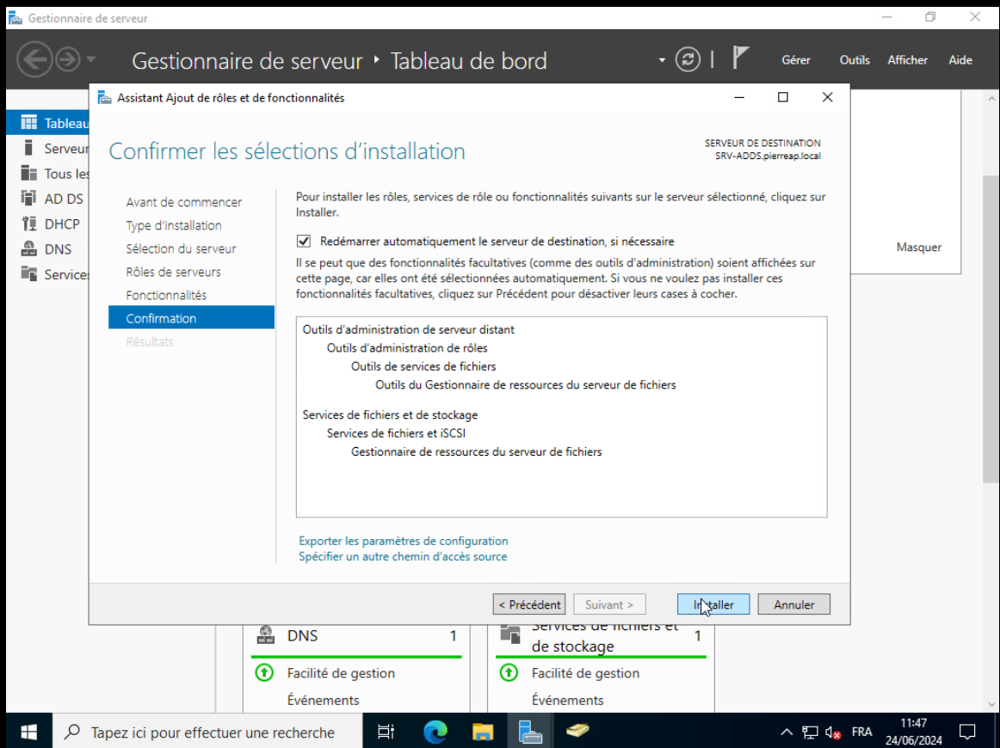 Gestionnaire de serveur
Gestionnaire de serveur ‣ Tableau de bord
Gérer Outils Afficher Aide
Assistant Ajout de rôles et de fonctionnalités
Confirmer les sélections d’installation
SERVEUR DE DESTINATION
SRV-ADDS.pierreap.local
Tableau
Serveur
Tous les
AD DS
DHCP
DNS
Services
Avant de commencer
Type d’installation
Sélection du serveur
Rôles de serveurs
Fonctionnalités
Confirmation
Résultats
Pour installer les rôles, services de rôle ou fonctionnalités suivants sur le serveur sélectionné, cliquez sur
Installer.
Redémarrer automatiquement le serveur de destination, si nécessaire
Il se peut que des fonctionnalités facultatives (comme des outils d’administration) soient affichées sur
cette page, car elles ont été sélectionnées automatiquement. Si vous ne voulez pas installer ces
fonctionnalités facultatives, cliquez sur Précédent pour désactiver leurs cases à cocher.
Outils d’administration de serveur distant
Outils d’administration de rôles
Outils de services de fichiers
Outils du Gestionnaire de ressources du serveur de fichiers
Services de fichiers et de stockage
Services de fichiers et iSCSI
Gestionnaire de ressources du serveur de fichiers
Exporter les paramètres de configuration
Spécifier un autre chemin d’accès source
Masquer
< Précédent Suivant > Installer Annuler
DNS 1
Services de fichiers et
de stockage 1
Facilité de gestion
Événements
Facilité de gestion
Événements
Tapez ici pour effectuer une recherche
FRA
11:47
24/06/2024